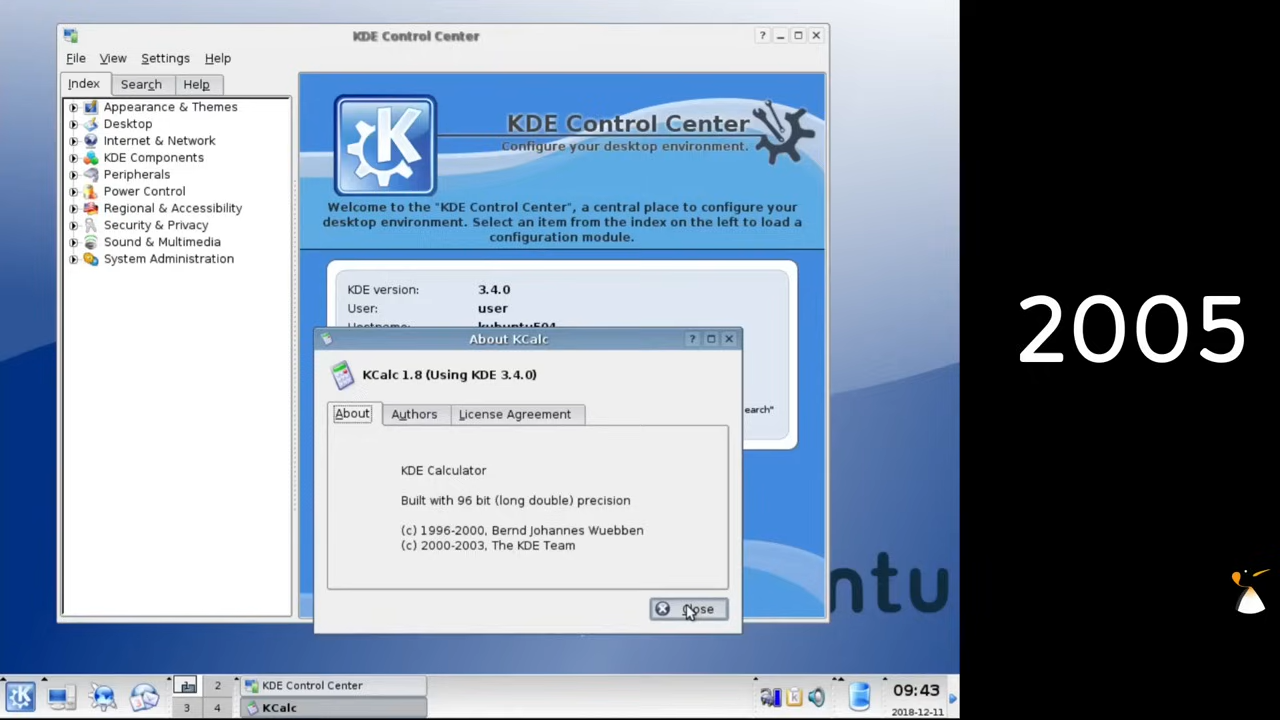 KDE Control Center
File View Settings Help
Index Search Help
Appearance & Themes
Desktop
Internet & Network
KDE Components
Peripherals
Power Control
Regional & Accessibility
Security & Privacy
Sound & Multimedia
System Administration
KDE Control Center
Configure your desktop environment.
Welcome to the "KDE Control Center", a central place to configure your
desktop environment. Select an item from the index on the left to load a
configuration module.
KDE version: 3.4.0
User: user
Hostname: kubuntu504
earch"
About KCalc
KCalc 1.8 (Using KDE 3.4.0)
About Authors License Agreement
KDE Calculator
Built with 96 bit (long double) precision
(c) 1996-2000, Bernd Johannes Wuebben
(c) 2000-2003, The KDE Team
Close
ntu
2
3 4
KDE Control Center
KCalc
09:43
2018-12-11
2005